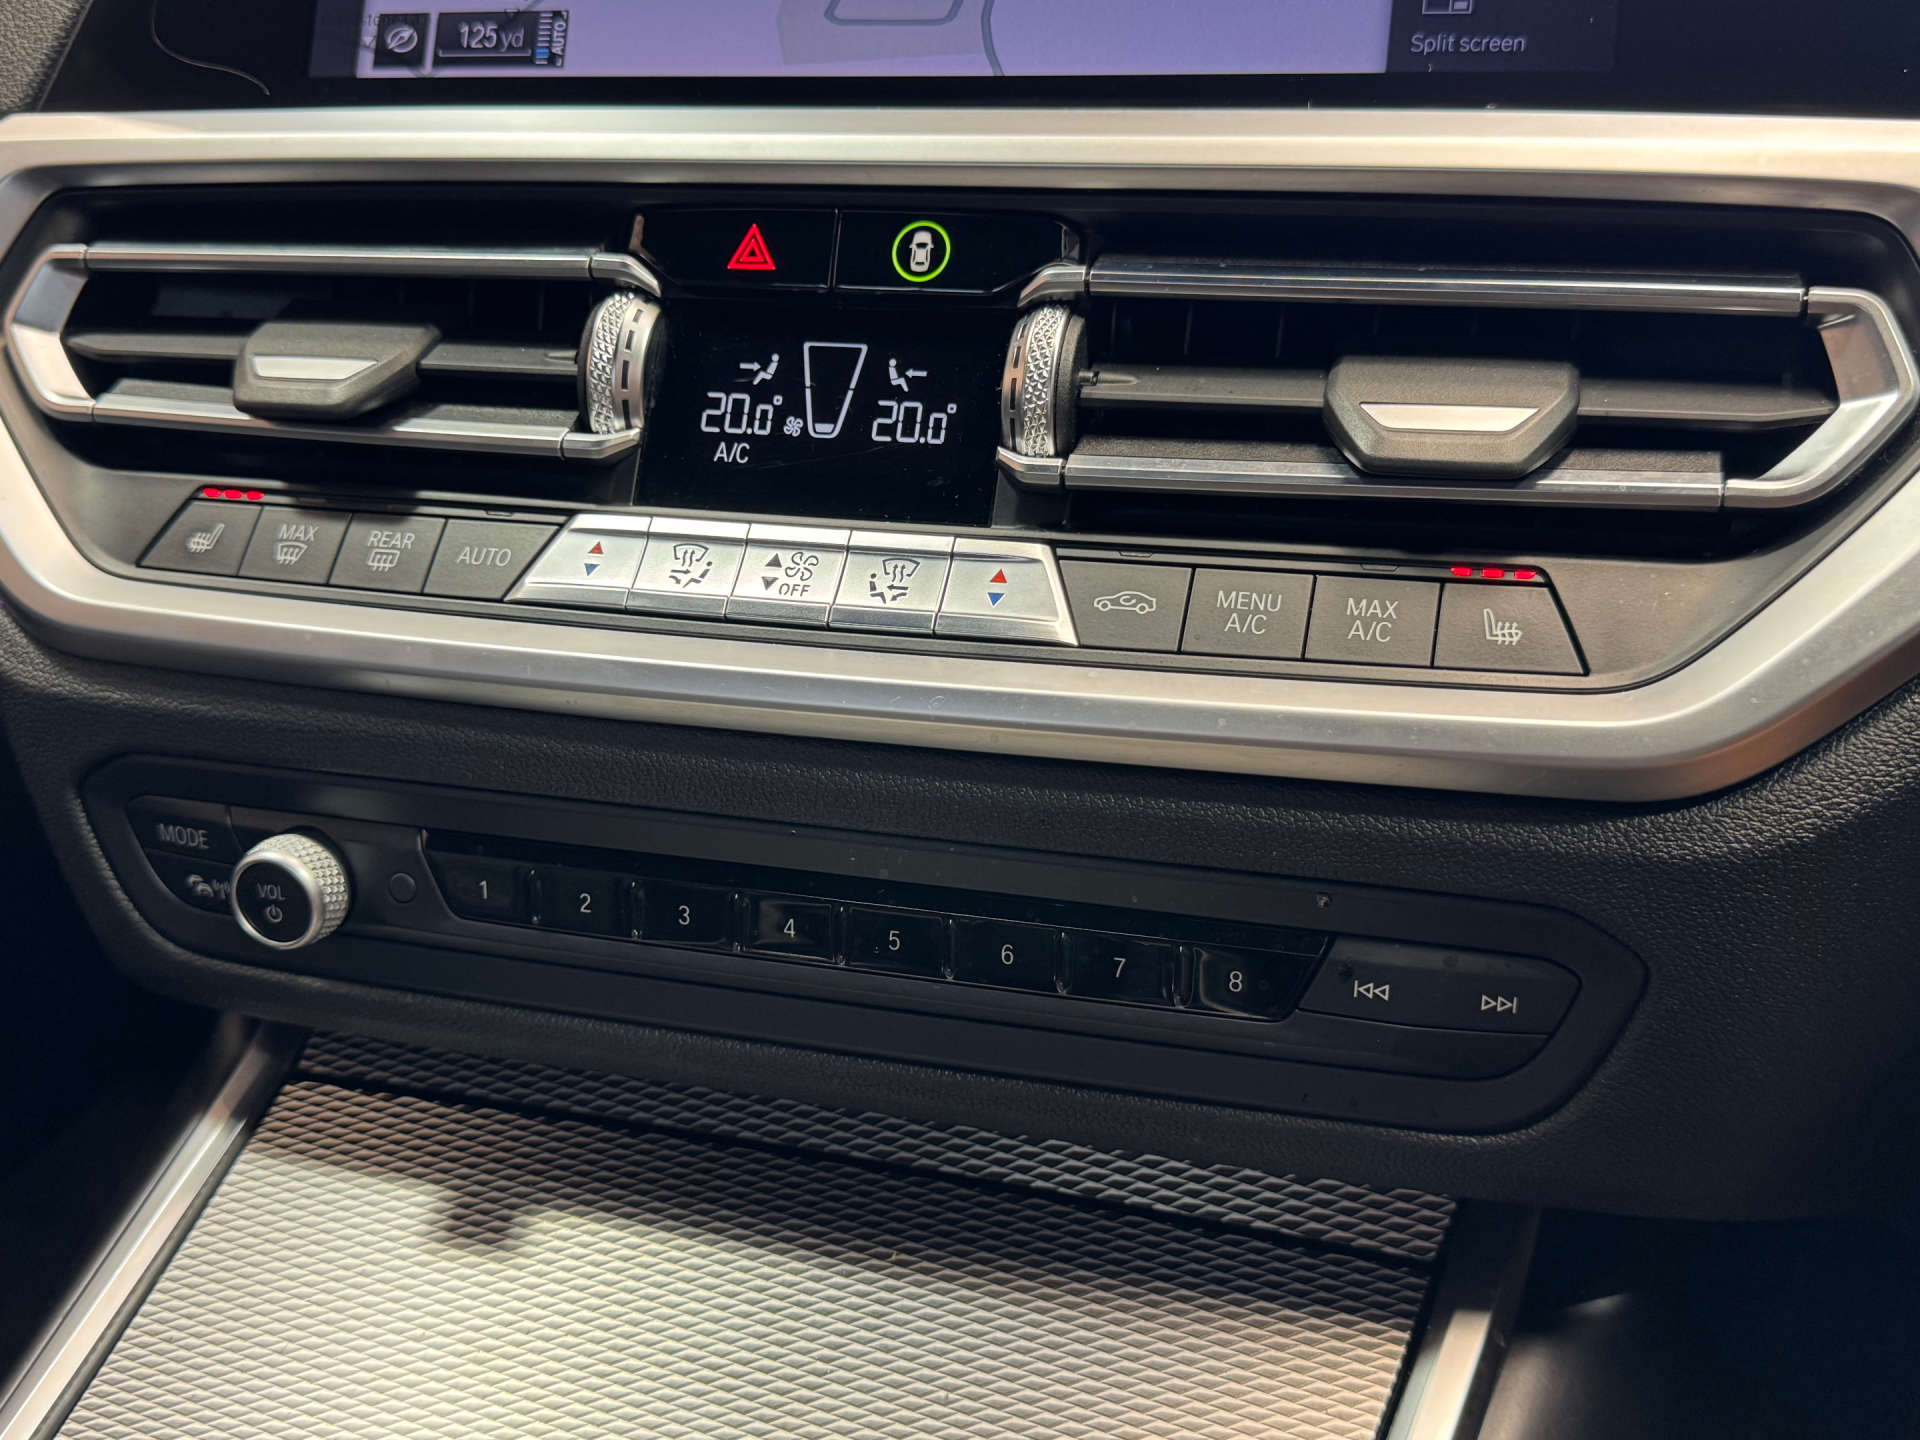 125 yd
AUTO
Split screen
20.0°
20.0°
A/C
MAX
REAR
AUTO
OFF
MENU
A/C
MAX
A/C
MODE
VOL
1
2
3
4
5
6
7
8